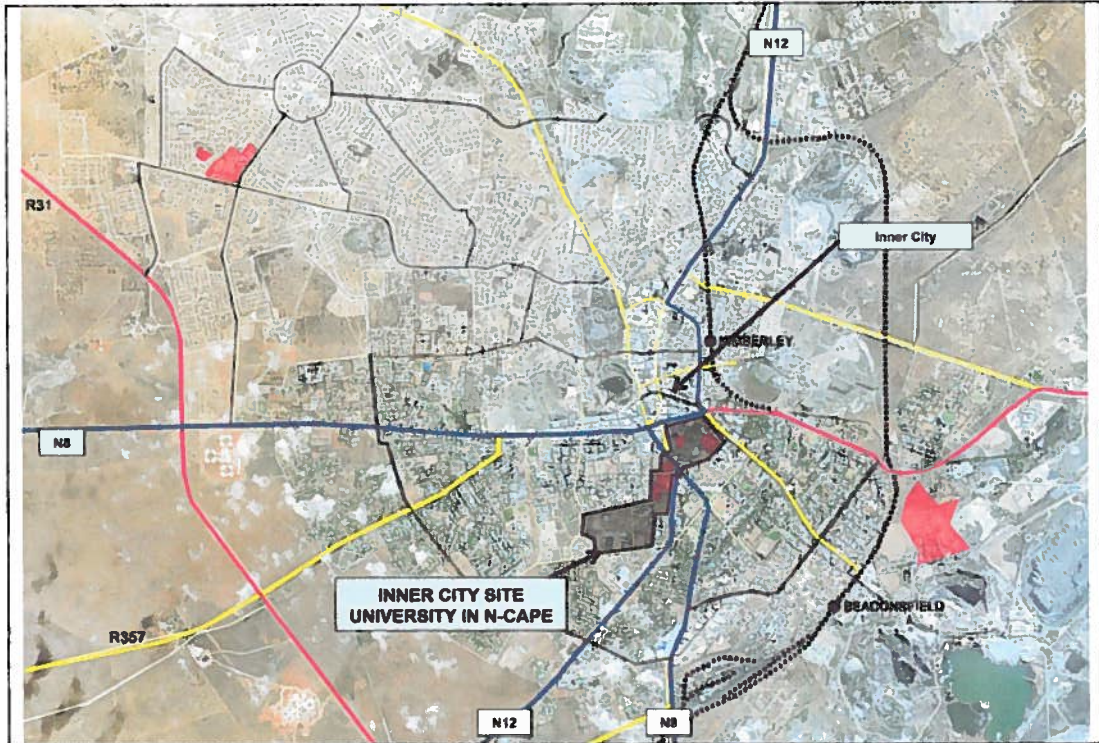 N12
R31
Inner City
KIMBERLEY
N8
INNER CITY SITE
UNIVERSITY IN N-CAPE
BEACONSFIELD
R357
N12
N8